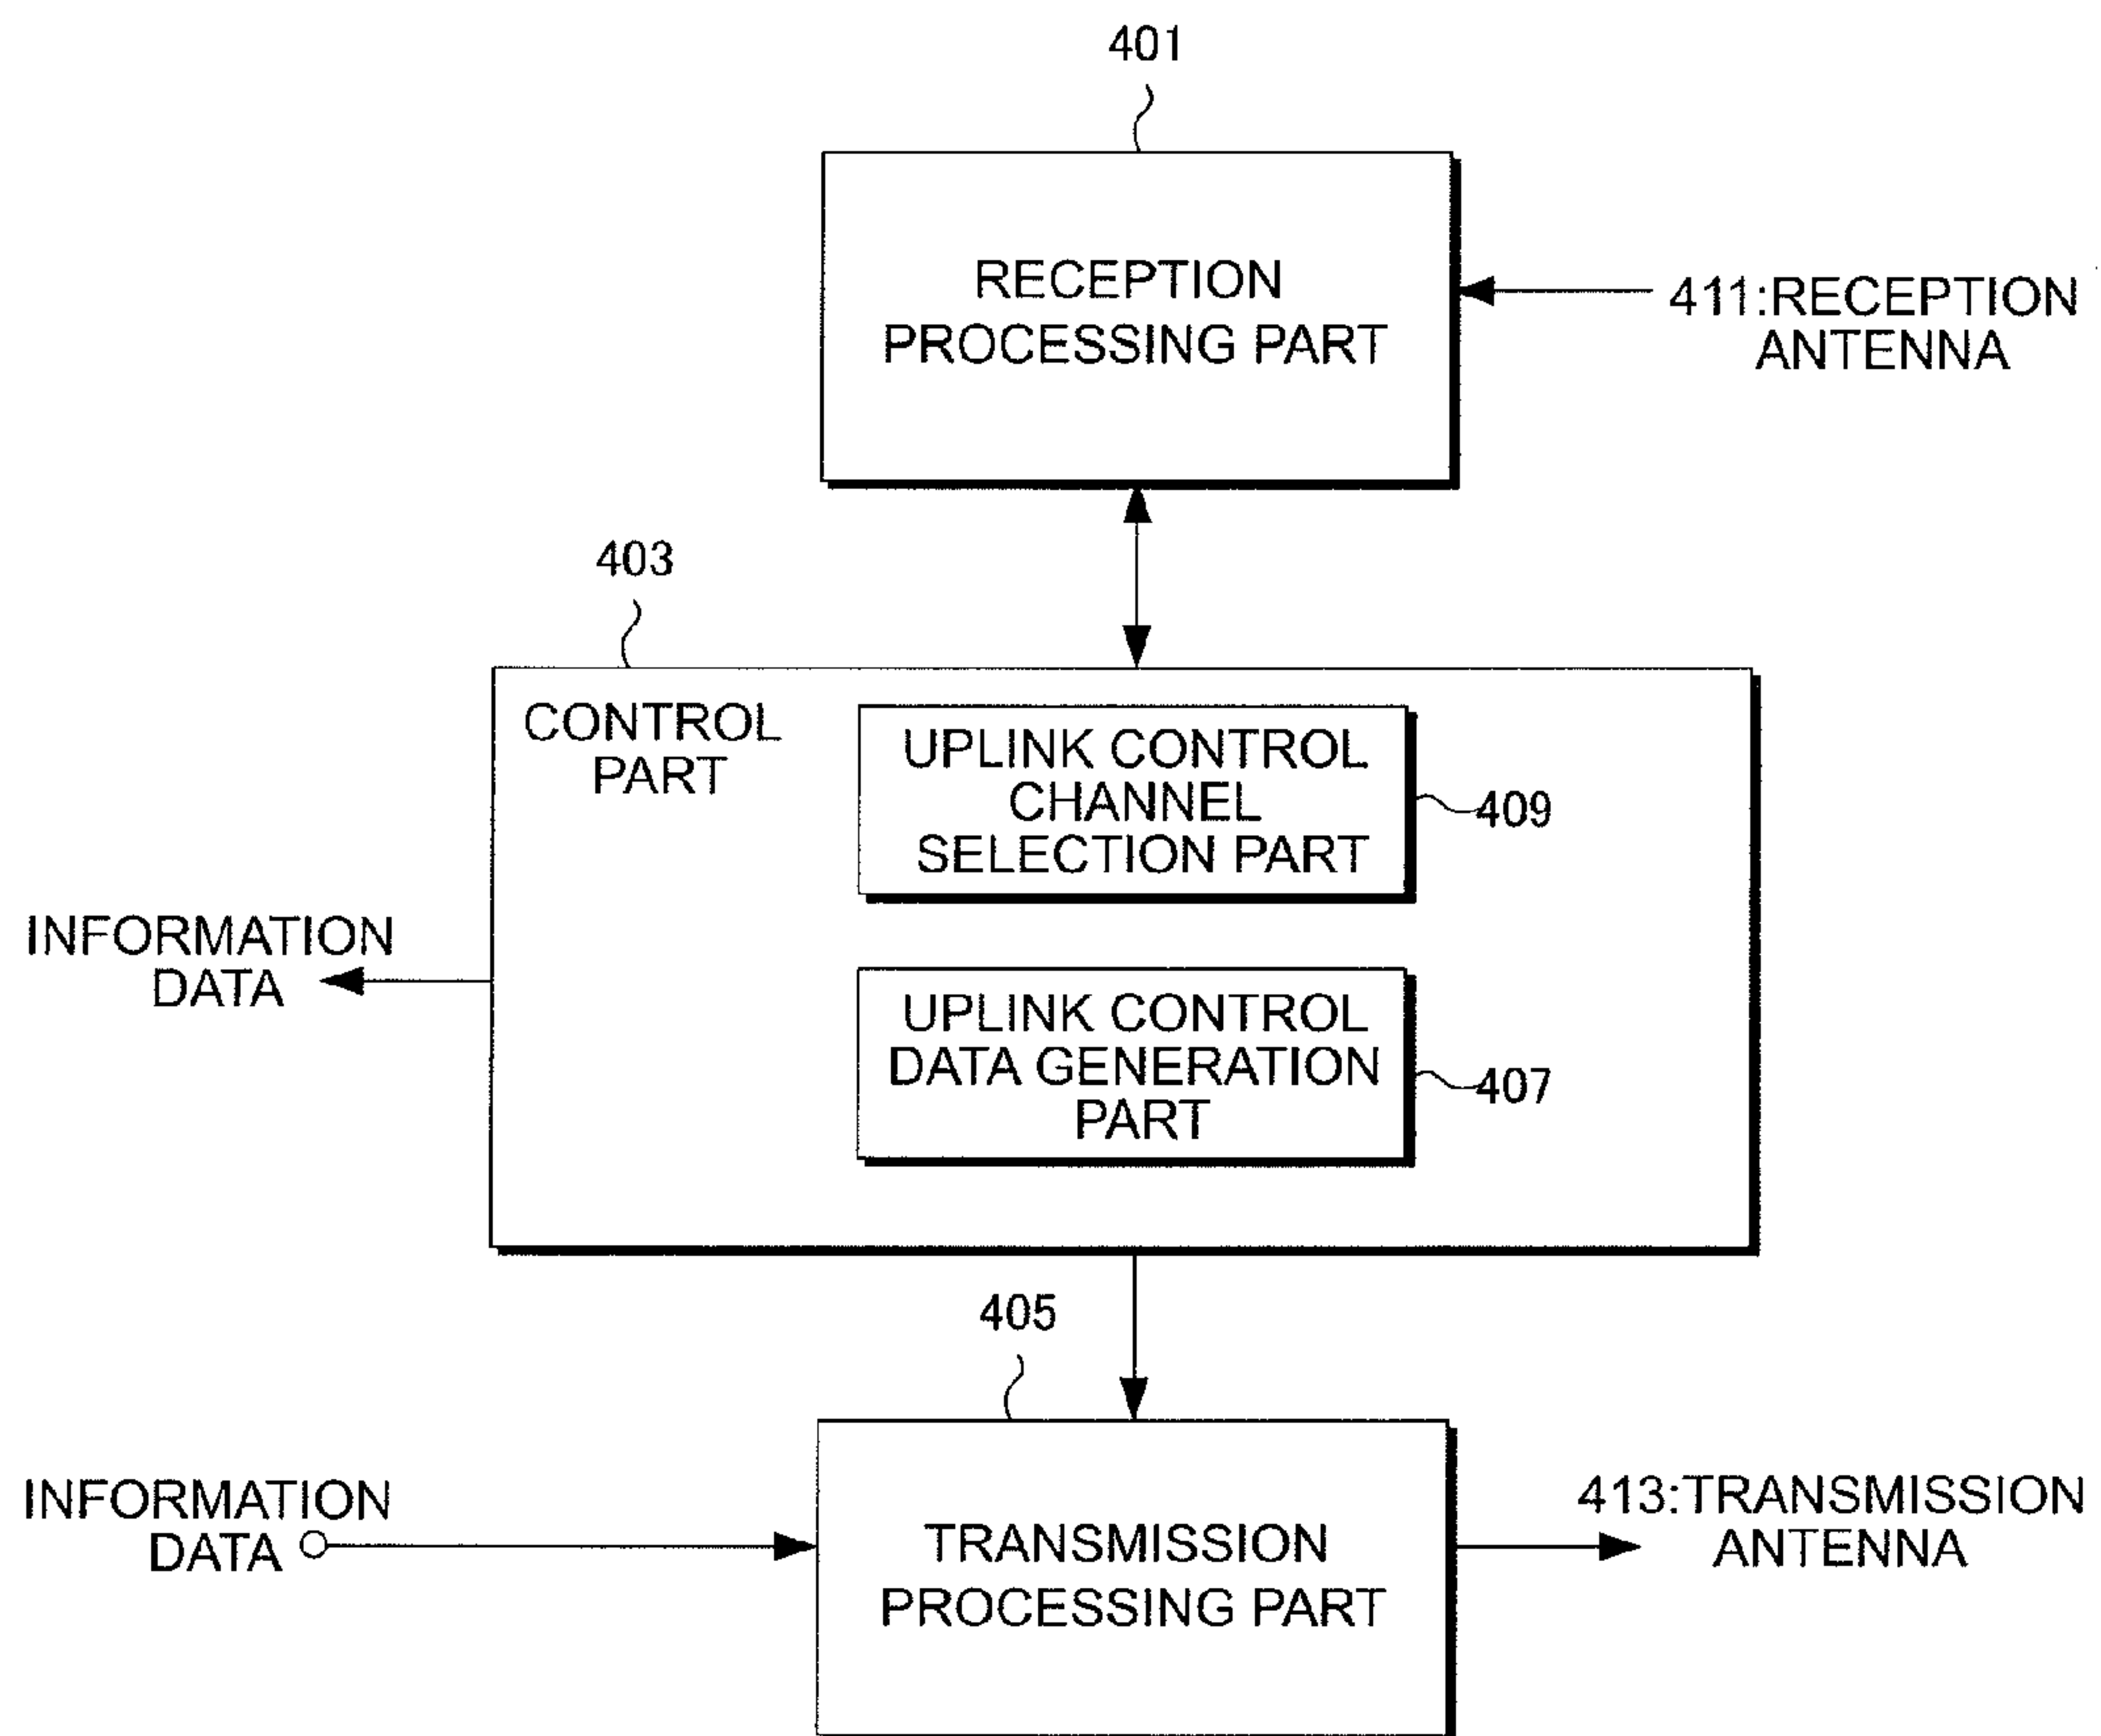 401
RECEPTION
PROCESSING PART
411:RECEPTION
ANTENNA
403
CONTROL
PART
UPLINK CONTROL
CHANNEL
SELECTION PART
409
INFORMATION
DATA
UPLINK CONTROL
DATA GENERATION
PART
407
405
INFORMATION
DATA
TRANSMISSION
PROCESSING PART
413:TRANSMISSION
ANTENNA